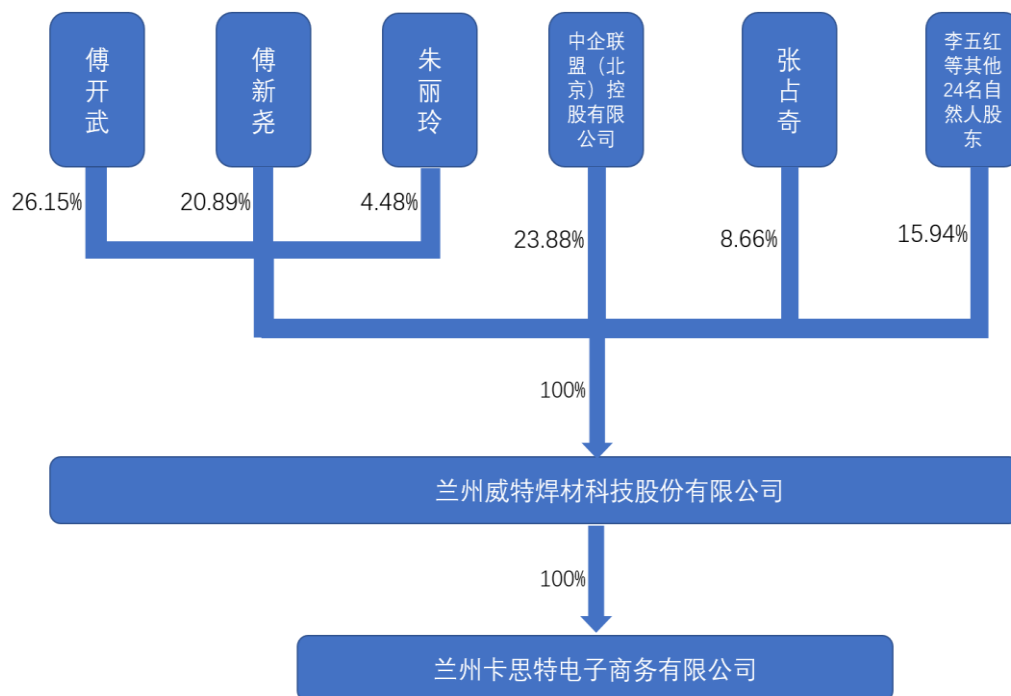 傅
开
武
傅
新
尧
朱
丽
玲
中企联
盟（北
京）控
股有限
公司
张
占
奇
李五红
等其他
24名自
然人股
东
26.15%
20.89%
4.48%
23.88%
8.66%
15.94%
100%
兰州威特焊材科技股份有限公司
100%
兰州卡思特电子商务有限公司